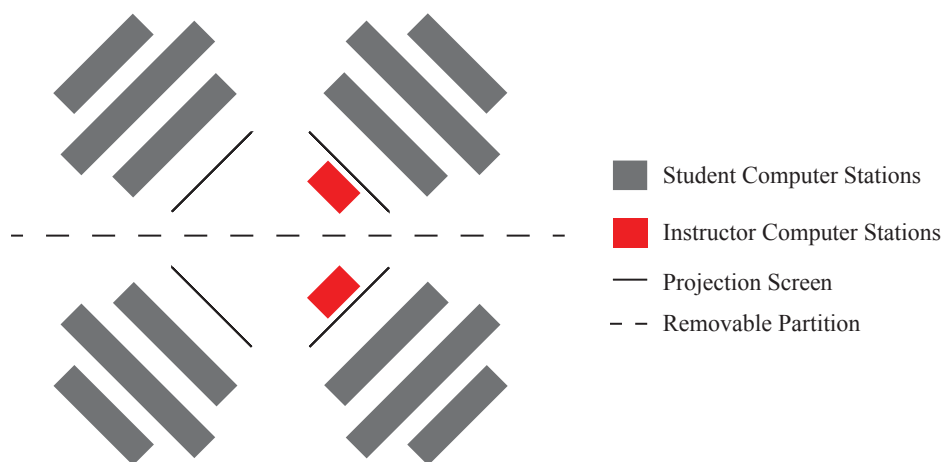 Student Computer Stations
Instructor Computer Stations
Projection Screen
Removable Partition